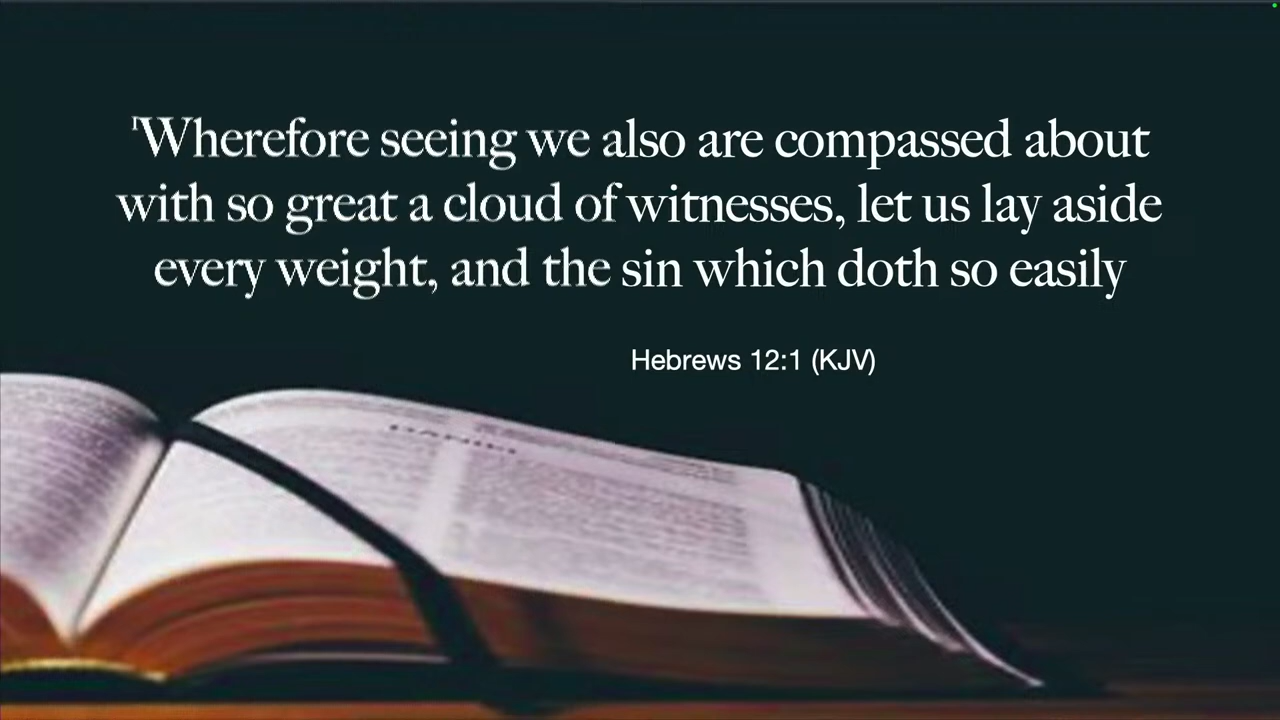 'Wherefore seeing we also are compassed about
with so great a cloud of witnesses, let us lay aside
every weight, and the sin which doth so easily
Hebrews 12:1 (KJV)
DANIEL